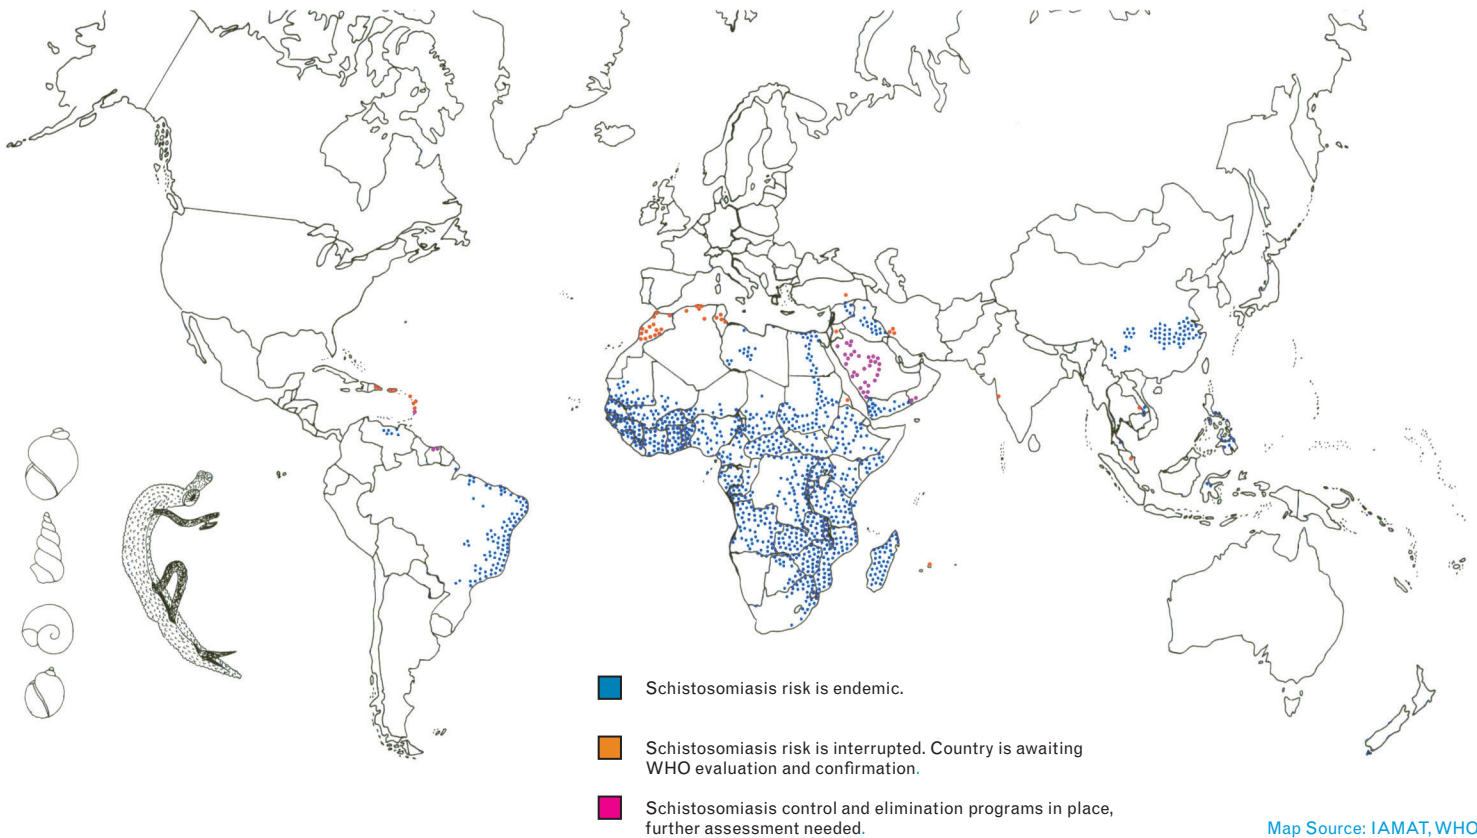 Schistosomiasis risk is endemic.
Schistosomiasis risk is interrupted. Country is awaiting
WHO evaluation and confirmation.
Schistosomiasis control and elimination programs in place,
further assessment needed.
Map Source: IAMAT, WHO